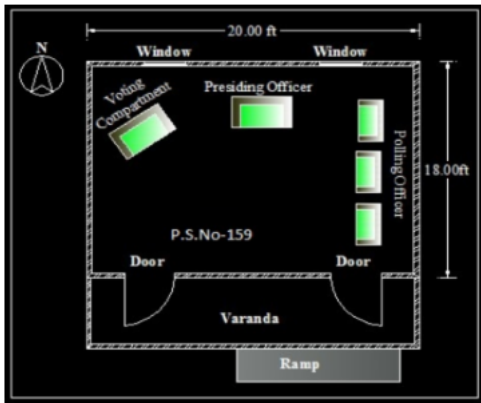 20.00 ft
N
Window
Window
Voting
Compartment
Presiding Officer
Polling Officer
18.00ft
P.S.No-159
Door
Door
Varanda
Ramp